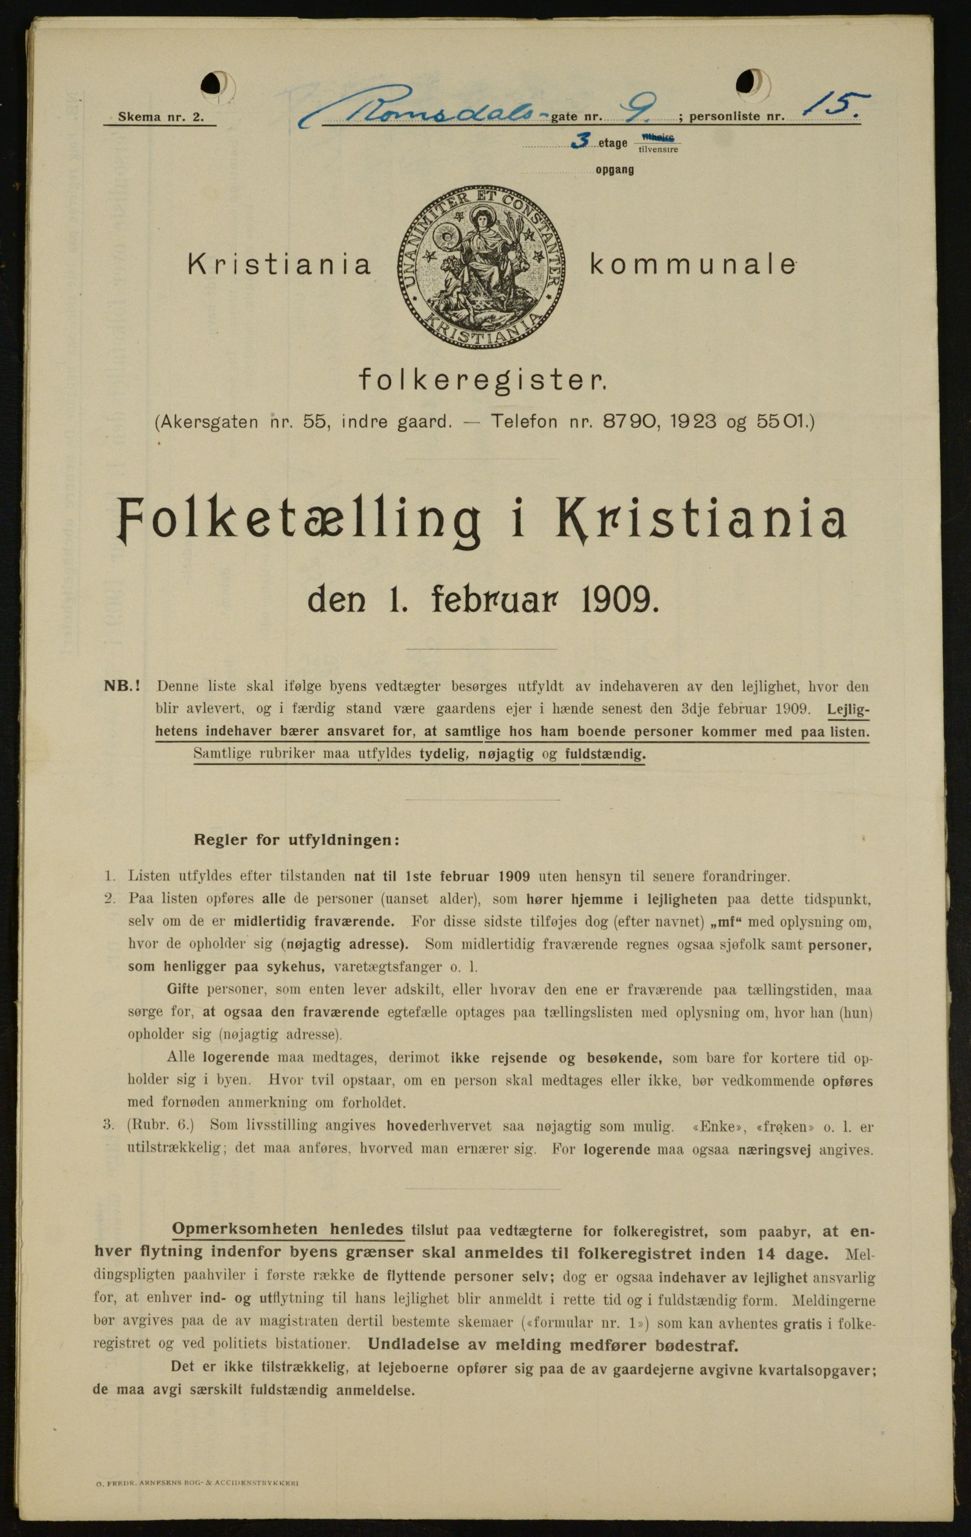 Skema nr. 2. Romsdals-gate nr. 9. ; personliste nr. 15.
3 etage tilvenstre
opgang
UNANIMITER ET CONSTANTER
KRISTIANIA
Kristiania kommunale
folkeregister.
(Akersgaten nr. 55, indre gaard. — Telefon nr. 8790, 1923 og 5501.)
Folketælling i Kristiania
den 1. februar 1909.
NB.! Denne liste skal ifølge byens vedtægter besørges utfyldt av indehaveren av den lejlighet, hvor den
blir avlevert, og i færdig stand være gaardens ejer i hænde senest den 3dje februar 1909. Lejlig-
hetens indehaver bærer ansvaret for, at samtlige hos ham boende personer kommer med paa listen.
Samtlige rubriker maa utfyldes tydelig, nøjagtig og fuldstændig.
Regler for utfyldningen:
1. Listen utfyldes efter tilstanden nat til 1ste februar 1909 uten hensyn til senere forandringer.
2. Paa listen opføres alle de personer (uanset alder), som hører hjemme i lejligheten paa dette tidspunkt,
selv om de er midlertidig fraværende. For disse sidste tilføjes dog (efter navnet) „mf“ med oplysning om,
hvor de opholder sig (nøjagtig adresse). Som midlertidig fraværende regnes ogsaa sjøfolk samt personer,
som henligger paa sykehus, varetægtsfanger o. l.
Gifte personer, som enten lever adskilt, eller hvorav den ene er fraværende paa tællingstiden, maa
sørge for, at ogsaa den fraværende egtefælle optages paa tællingslisten med oplysning om, hvor han (hun)
opholder sig (nøjagtig adresse).
Alle logerende maa medtages, derimot ikke rejsende og besøkende, som bare for kortere tid op-
holder sig i byen. Hvor tvil opstaar, om en person skal medtages eller ikke, bør vedkommende opføres
med fornøden anmerkning om forholdet.
3. (Rubr. 6.) Som livsstilling angives hovederhvervet saa nøjagtig som mulig. «Enke», «frøken» o. l. er
utilstrækkelig; det maa anføres, hvorved man ernærer sig. For logerende maa ogsaa næringsvej angives.
Opmerksomheten henledes tilslut paa vedtægterne for folkeregistret, som paabyr, at en-
hver flytning indenfor byens grænser skal anmeldes til folkeregistret inden 14 dage. Mel-
dingspligten paahviler i første række de flyttende personer selv; dog er ogsaa indehaver av lejlighet ansvarlig
for, at enhver ind- og utflytning til hans lejlighet blir anmeldt i rette tid og i fuldstændig form. Meldingerne
bør avgives paa de av magistraten dertil bestemte skemaer («formular nr. 1») som kan avhentes gratis i folke-
registret og ved politiets bistationer. Undladelse av melding medfører bødestraf.
Det er ikke tilstrækkelig, at lejeboerne opfører sig paa de av gaardejerne avgivne kvartalsopgaver;
de maa avgi særskilt fuldstændig anmeldelse.
O. FREDR. ARNESENS BOG- & ACCIDENSTRYKKERI